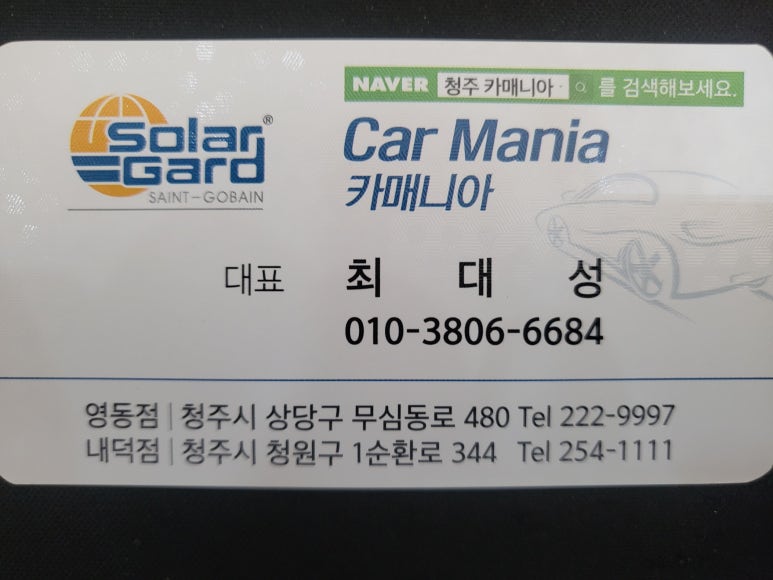 NAVER 청주 카매니아 를 검색해보세요.
Solar Gard®
SAINT-GOBAIN
Car Mania
카매니아
대표 최 대 성
010-3806-6684
영동점 | 청주시 상당구 무심동로 480 Tel 222-9997
내덕점 | 청주시 청원구 1순환로 344 Tel 254-1111